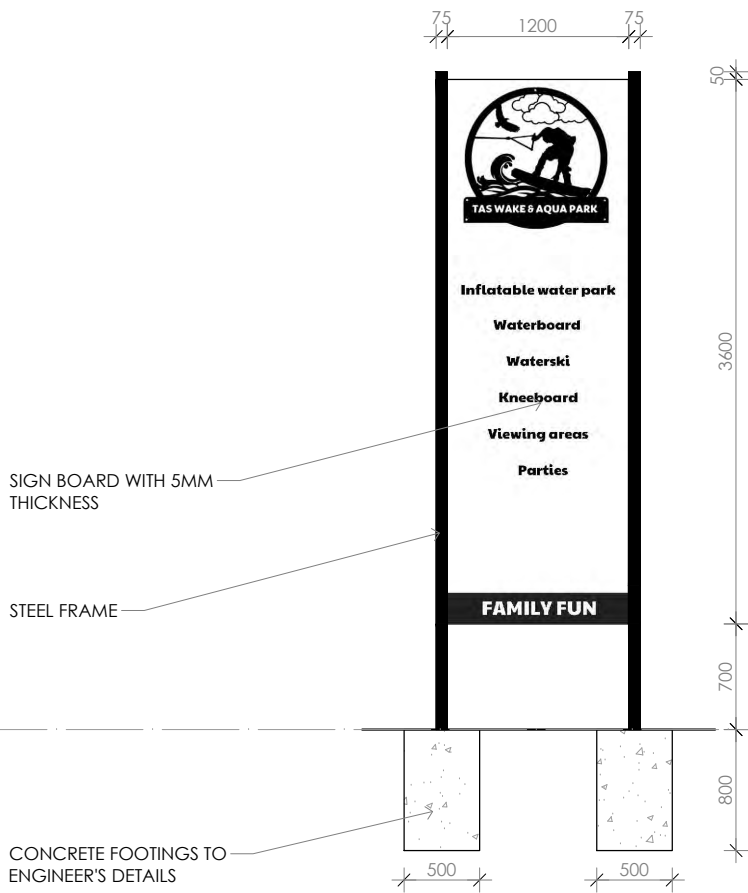 75
1200
75
50
TAS WAKE & AQUA PARK
Inflatable water park
Waterboard
Waterski
3600
Kneeboard
Viewing areas
Parties
SIGN BOARD WITH 5MM
THICKNESS
STEEL FRAME
FAMILY FUN
700
800
CONCRETE FOOTINGS TO
ENGINEER'S DETAILS
500
500